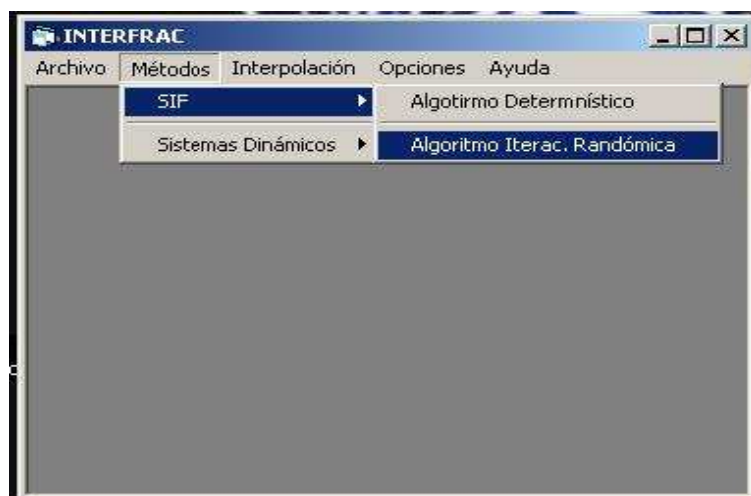 INTERFRAC
Archivo Métodos Interpolación Opciones Ayuda
SIF Algotirmo Determnístico
Sistemas Dinámicos Algoritmo Iterac. Randómica